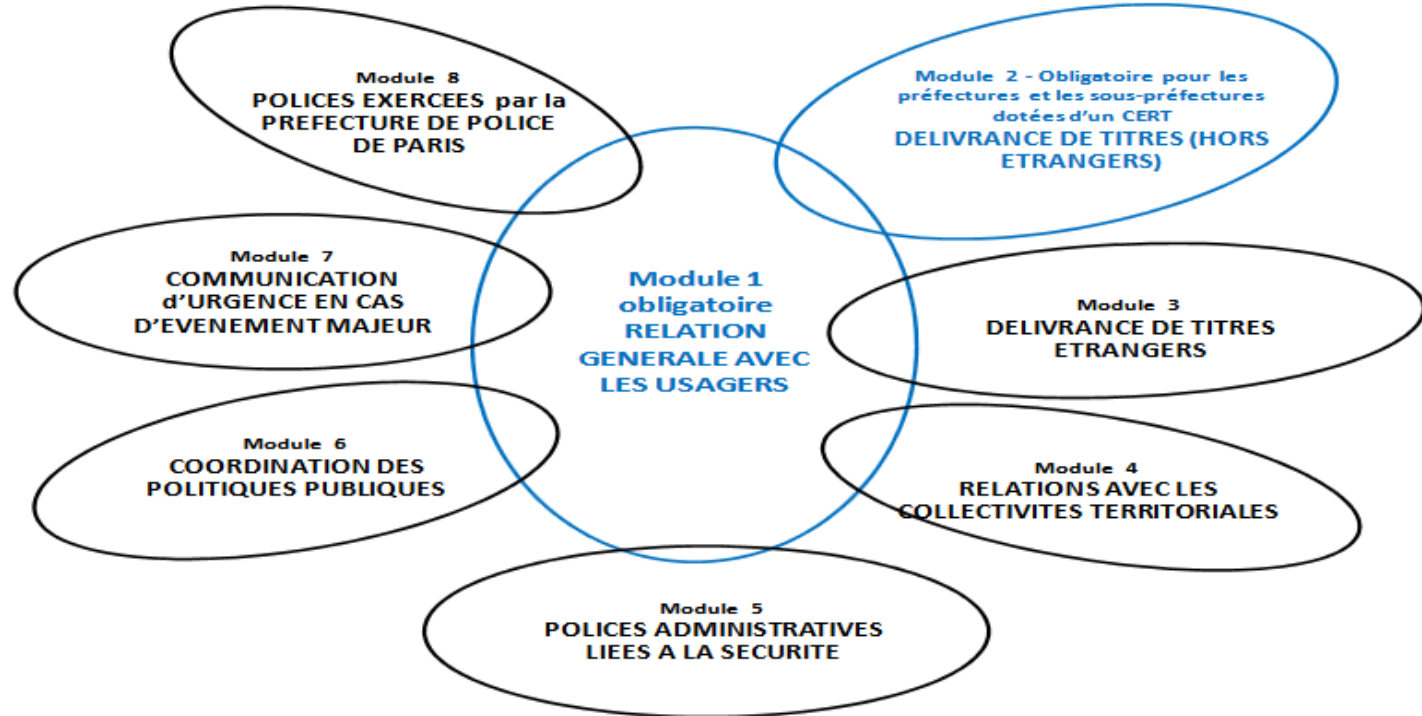 Module 8
POLICES EXERCEES par la
PREFECTURE DE POLICE
DE PARIS
Module 2 - Obligatoire pour les
préfectures et les sous-préfectures
dotées d'un CERT
DELIVRANCE DE TITRES (HORS
ETRANGERS)
Module 7
COMMUNICATION
d'URGENCE EN CAS
D'EVENEMENT MAJEUR
Module 1
obligatoire
RELATION
GENERALE AVEC
LES USAGERS
Module 3
DELIVRANCE DE TITRES
ETRANGERS
Module 6
COORDINATION DES
POLITIQUES PUBLIQUES
Module 4
RELATIONS AVEC LES
COLLECTIVITES TERRITORIALES
Module 5
POLICES ADMINISTRATIVES
LIEES A LA SECURITE